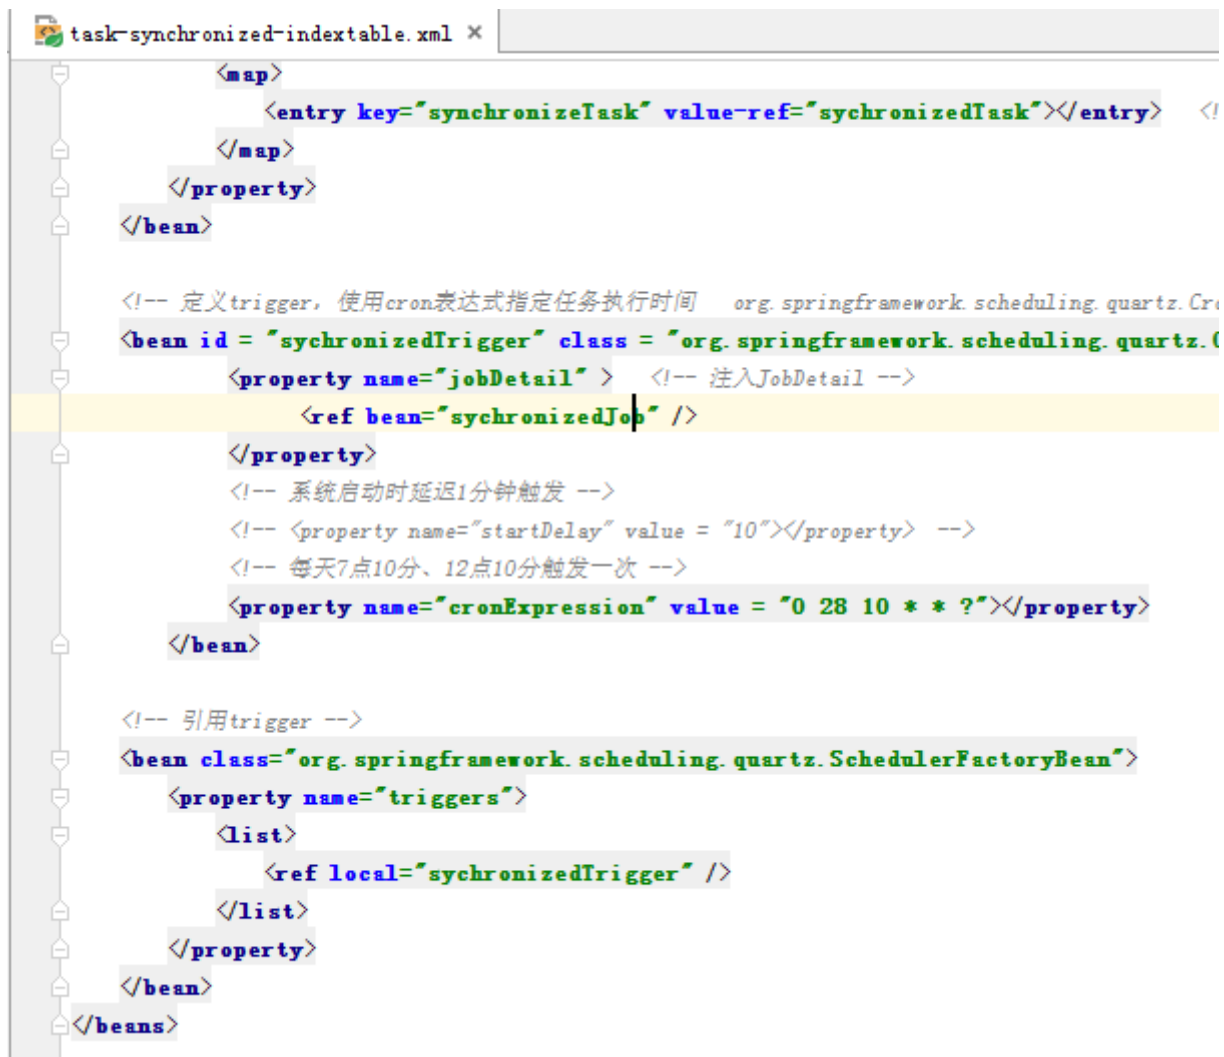 task-synchronized-indextable.xml
<map>
<entry key="synchronizeTask" value-ref="sychronizedTask"></entry> <!
</map>
</property>
</bean>
<!-- 定义trigger，使用cron表达式指定任务执行时间 org.springframework.scheduling.quartz.Cro
<bean id = "sychronizedTrigger" class = "org.springframework.scheduling.quartz.C
<property name="jobDetail" > <!-- 注入JobDetail -->
<ref bean="sychronizedJob" />
</property>
<!-- 系统启动时延迟1分钟触发 -->
<!-- <property name="startDelay" value = "10"></property> -->
<!-- 每天7点10分、12点10分触发一次 -->
<property name="cronExpression" value = "0 28 10 * * ?"></property>
</bean>
<!-- 引用trigger -->
<bean class="org.springframework.scheduling.quartz.SchedulerFactoryBean">
<property name="triggers">
<list>
<ref local="sychronizedTrigger" />
</list>
</property>
</bean>
</beans>